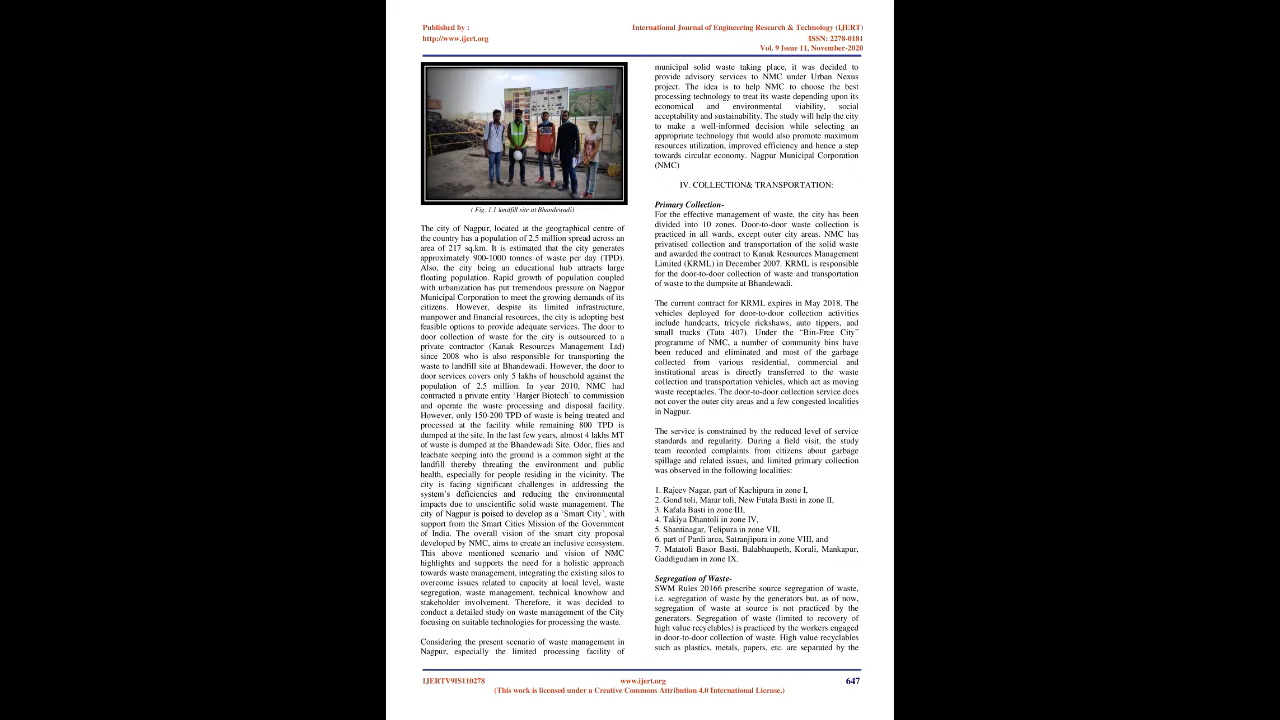 Published by :
http://www.ijert.org
International Journal of Engineering Research & Technology (IJERT)
ISSN: 2278-0181
Vol. 9 Issue 11, November-2020
( Fig. 1.1 landfill site at Bhandewadi)
The city of Nagpur, located at the geographical centre of
the country has a population of 2.5 million spread across an
area of 217 sq.km. It is estimated that the city generates
approximately 900-1000 tonnes of waste per day (TPD).
Also, the city being an educational hub attracts large
floating population. Rapid growth of population coupled
with urbanization has put tremendous pressure on Nagpur
Municipal Corporation to meet the growing demands of its
citizens. However, despite its limited infrastructure,
manpower and financial resources, the city is adopting best
feasible options to provide adequate services. The door to
door collection of waste for the city is outsourced to a
private contractor (Kanak Resources Management Ltd)
since 2008 who is also responsible for transporting the
waste to landfill site at Bhandewadi. However, the door to
door services covers only 5 lakhs of household against the
population of 2.5 million. In year 2010, NMC had
contracted a private entity ‘Hanjer Biotech’ to commission
and operate the waste processing and disposal facility.
However, only 150-200 TPD of waste is being treated and
processed at the facility while remaining 800 TPD is
dumped at the site. In the last few years, almost 4 lakhs MT
of waste is dumped at the Bhandewadi Site. Odor, flies and
leachate seeping into the ground is a common sight at the
landfill thereby threating the environment and public
health, especially for people residing in the vicinity. The
city is facing significant challenges in addressing the
system’s deficiencies and reducing the environmental
impacts due to unscientific solid waste management. The
city of Nagpur is poised to develop as a ‘Smart City’, with
support from the Smart Cities Mission of the Government
of India. The overall vision of the smart city proposal
developed by NMC, aims to create an inclusive ecosystem.
This above mentioned scenario and vision of NMC
highlights and supports the need for a holistic approach
towards waste management, integrating the existing silos to
overcome issues related to capacity at local level, waste
segregation, waste management, technical knowhow and
stakeholder involvement. Therefore, it was decided to
conduct a detailed study on waste management of the City
focusing on suitable technologies for processing the waste.
Considering the present scenario of waste management in
Nagpur, especially the limited processing facility of
municipal solid waste taking place, it was decided to
provide advisory services to NMC under Urban Nexus
project. The idea is to help NMC to choose the best
processing technology to treat its waste depending upon its
economical and environmental viability, social
acceptability and sustainability. The study will help the city
to make a well-informed decision while selecting an
appropriate technology that would also promote maximum
resources utilization, improved efficiency and hence a step
towards circular economy. Nagpur Municipal Corporation
(NMC)
IV. COLLECTION& TRANSPORTATION:
Primary Collection-
For the effective management of waste, the city has been
divided into 10 zones. Door-to-door waste collection is
practiced in all wards, except outer city areas. NMC has
privatised collection and transportation of the solid waste
and awarded the contract to Kanak Resources Management
Limited (KRML) in December 2007. KRML is responsible
for the door-to-door collection of waste and transportation
of waste to the dumpsite at Bhandewadi.
The current contract for KRML expires in May 2018. The
vehicles deployed for door-to-door collection activities
include handcarts, tricycle rickshaws, auto tippers, and
small trucks (Tata 407). Under the “Bin-Free City”
programme of NMC, a number of community bins have
been reduced and eliminated and most of the garbage
collected from various residential, commercial and
institutional areas is directly transferred to the waste
collection and transportation vehicles, which act as moving
waste receptacles. The door-to-door collection service does
not cover the outer city areas and a few congested localities
in Nagpur.
The service is constrained by the reduced level of service
standards and regularity. During a field visit, the study
team recorded complaints from citizens about garbage
spillage and related issues, and limited primary collection
was observed in the following localities:
1. Rajeev Nagar, part of Kachipura in zone I,
2. Gond toli, Marar toli, New Futala Basti in zone II,
3. Kafala Basti in zone III,
4. Takiya Dhantoli in zone IV,
5. Shantinagar, Telipura in zone VII,
6. part of Pardi area, Satranjipura in zone VIII, and
7. Matatoli Basor Basti, Balabhaupeth, Korali, Mankapur,
Gaddigudam in zone IX.
Segregation of Waste-
SWM Rules 20166 prescribe source segregation of waste,
i.e. segregation of waste by the generators but, as of now,
segregation of waste at source is not practiced by the
generators. Segregation of waste (limited to recovery of
high value recyclables) is practiced by the workers engaged
in door-to-door collection of waste. High value recyclables
such as plastics, metals, papers, etc. are separated by the
IJERTV9IS110278
www.ijert.org
647
(This work is licensed under a Creative Commons Attribution 4.0 International License.)